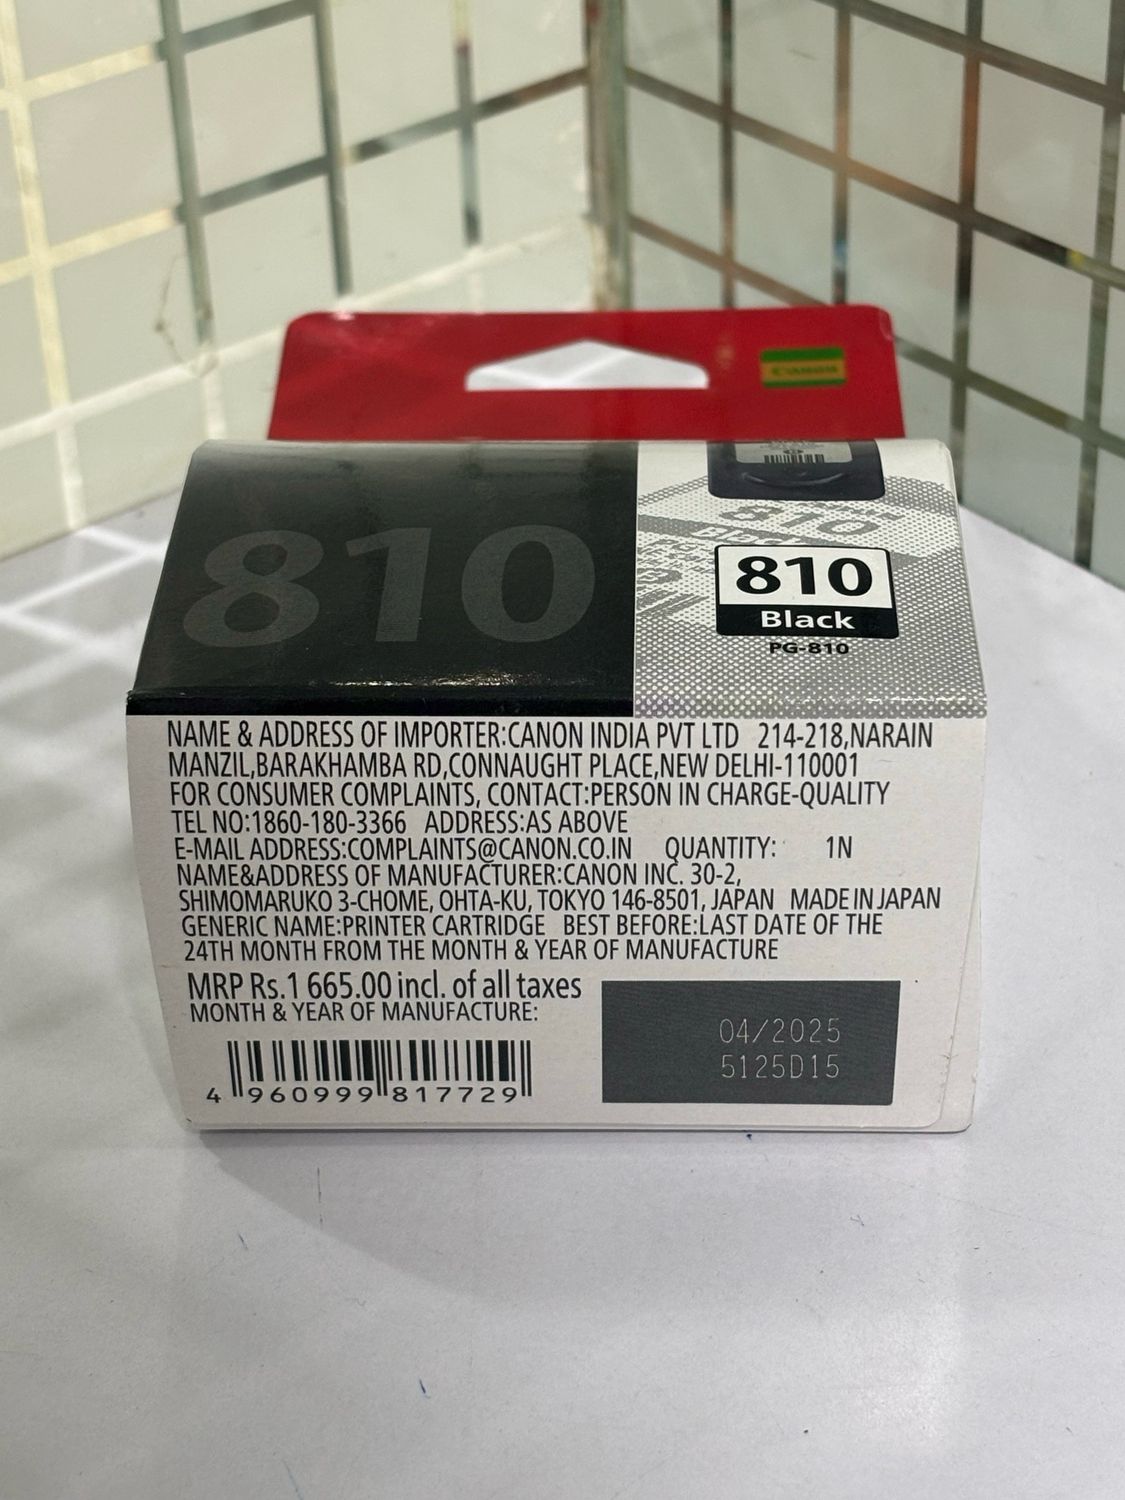 Canon
810
810
Black
810
Black
PG-810
NAME & ADDRESS OF IMPORTER:CANON INDIA PVT LTD 214-218,NARAIN
MANZIL,BARAKHAMBA RD,CONNAUGHT PLACE,NEW DELHI-110001
FOR CONSUMER COMPLAINTS, CONTACT:PERSON IN CHARGE-QUALITY
TEL NO:1860-180-3366 ADDRESS:AS ABOVE
E-MAIL ADDRESS:COMPLAINTS@CANON.CO.IN QUANTITY: 1N
NAME&ADDRESS OF MANUFACTURER:CANON INC. 30-2,
SHIMOMARUKO 3-CHOME, OHTA-KU, TOKYO 146-8501, JAPAN MADE IN JAPAN
GENERIC NAME:PRINTER CARTRIDGE BEST BEFORE:LAST DATE OF THE
24TH MONTH FROM THE MONTH & YEAR OF MANUFACTURE
MRP Rs.1 665.00 incl. of all taxes
MONTH & YEAR OF MANUFACTURE:
04/2025
5125D15
4 960999 817729